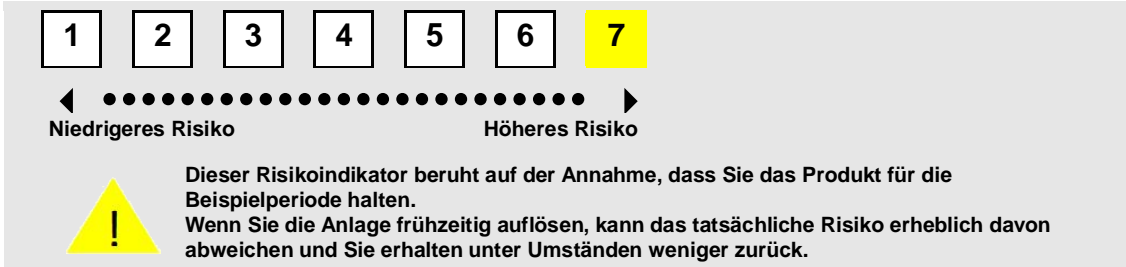 1 2 3 4 5 6 7
Niedrigeres Risiko Höheres Risiko
Dieser Risikoindikator beruht auf der Annahme, dass Sie das Produkt für die
Beispielperiode halten.
Wenn Sie die Anlage frühzeitig auflösen, kann das tatsächliche Risiko erheblich davon
abweichen und Sie erhalten unter Umständen weniger zurück.
!